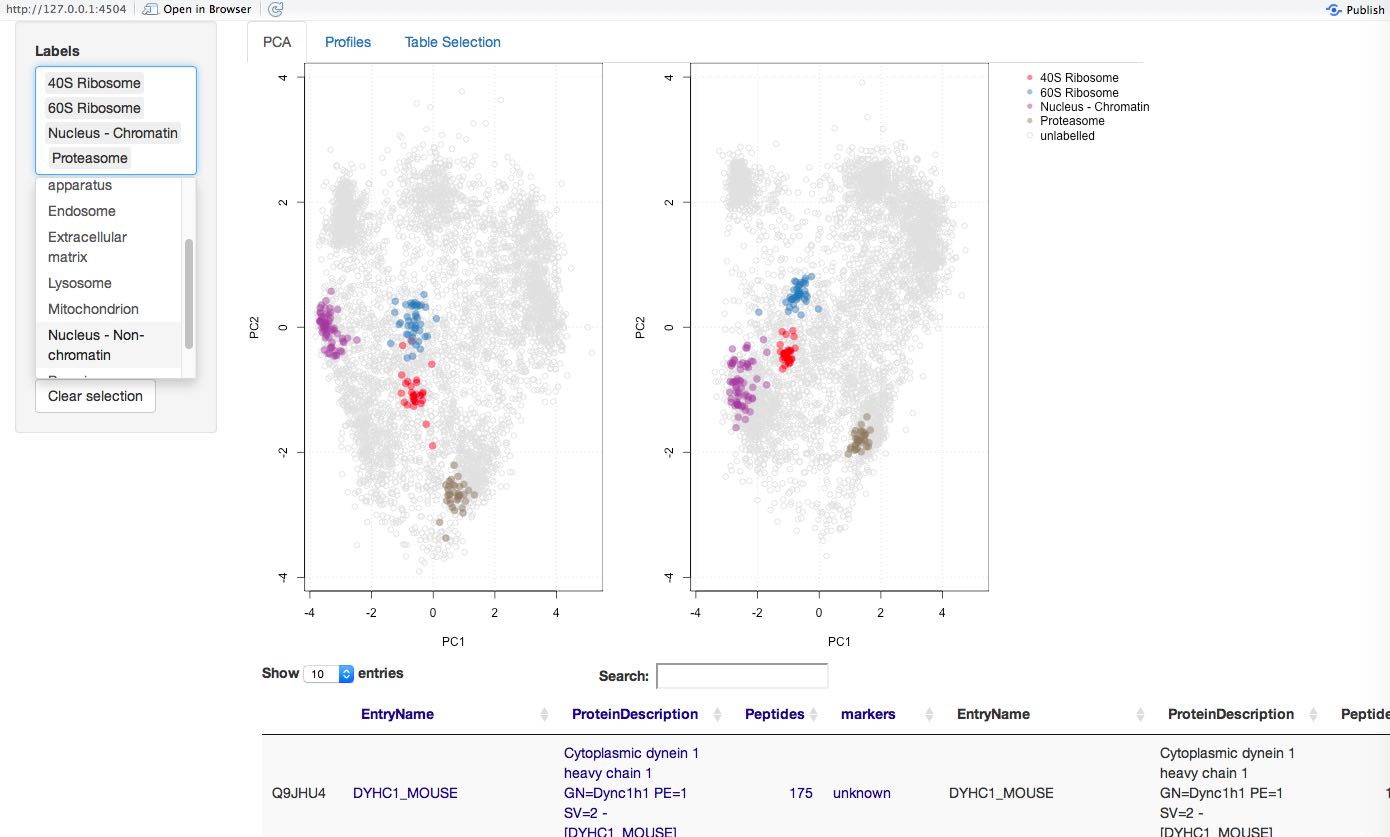 http://127.0.0.1:4504 Open in Browser Publish
Labels
40S Ribosome
60S Ribosome
Nucleus - Chromatin
Proteasome
apparatus
Endosome
Extracellular
matrix
Lysosome
Mitochondrion
Nucleus - Non-
chromatin
Clear selection
PCA Profiles Table Selection
PC2
4
2
0
-2
-4
-4 -2 0 2 4
PC1
PC2
4
2
0
-2
-4
-4 -2 0 2 4
PC1
40S Ribosome
60S Ribosome
Nucleus - Chromatin
Proteasome
unlabelled
Show 10 entries Search:
EntryName ProteinDescription Peptides markers EntryName ProteinDescription Peptide
Cytoplasmic dynein 1 Cytoplasmic dynein 1
heavy chain 1 heavy chain 1
Q9JHU4 DYHC1_MOUSE GN=Dync1h1 PE=1 175 unknown DYHC1_MOUSE GN=Dync1h1 PE=1 1
SV=2 - SV=2 -
[DYHC1_MOUSE] [DYHC1_MOUSE]